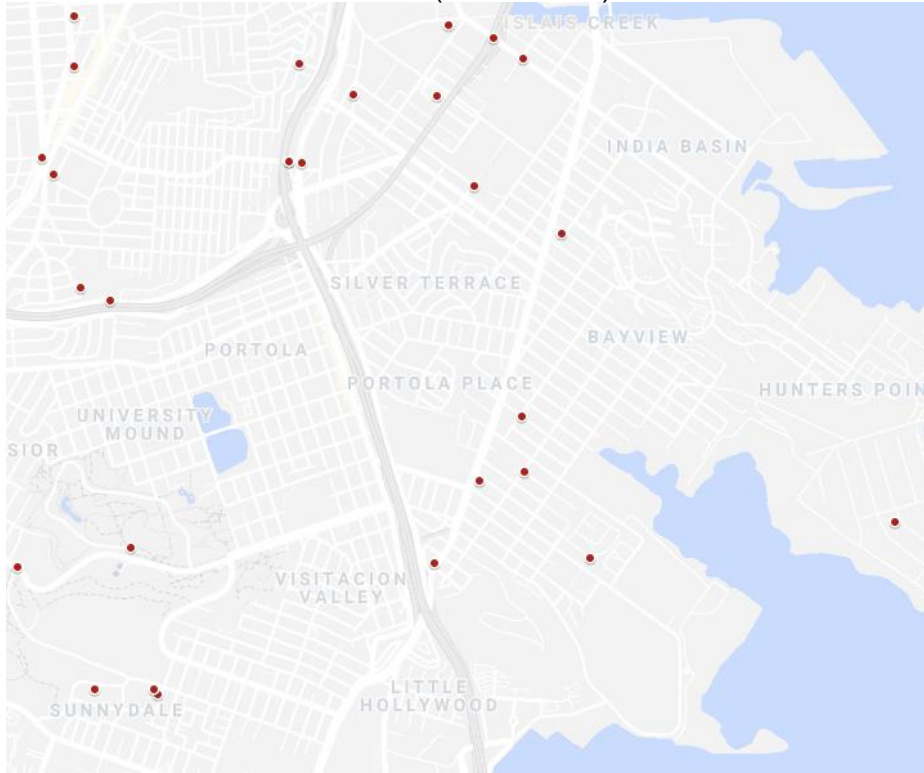 ISLAIS CREEK
INDIA BASIN
SILVER TERRACE
BAYVIEW
PORTOLA
PORTOLA PLACE
HUNTERS POIN
UNIVERSITY
MOUND
SIOR
VISITACION
VALLEY
LITTLE
HOLLYWOOD
SUNNYDALE